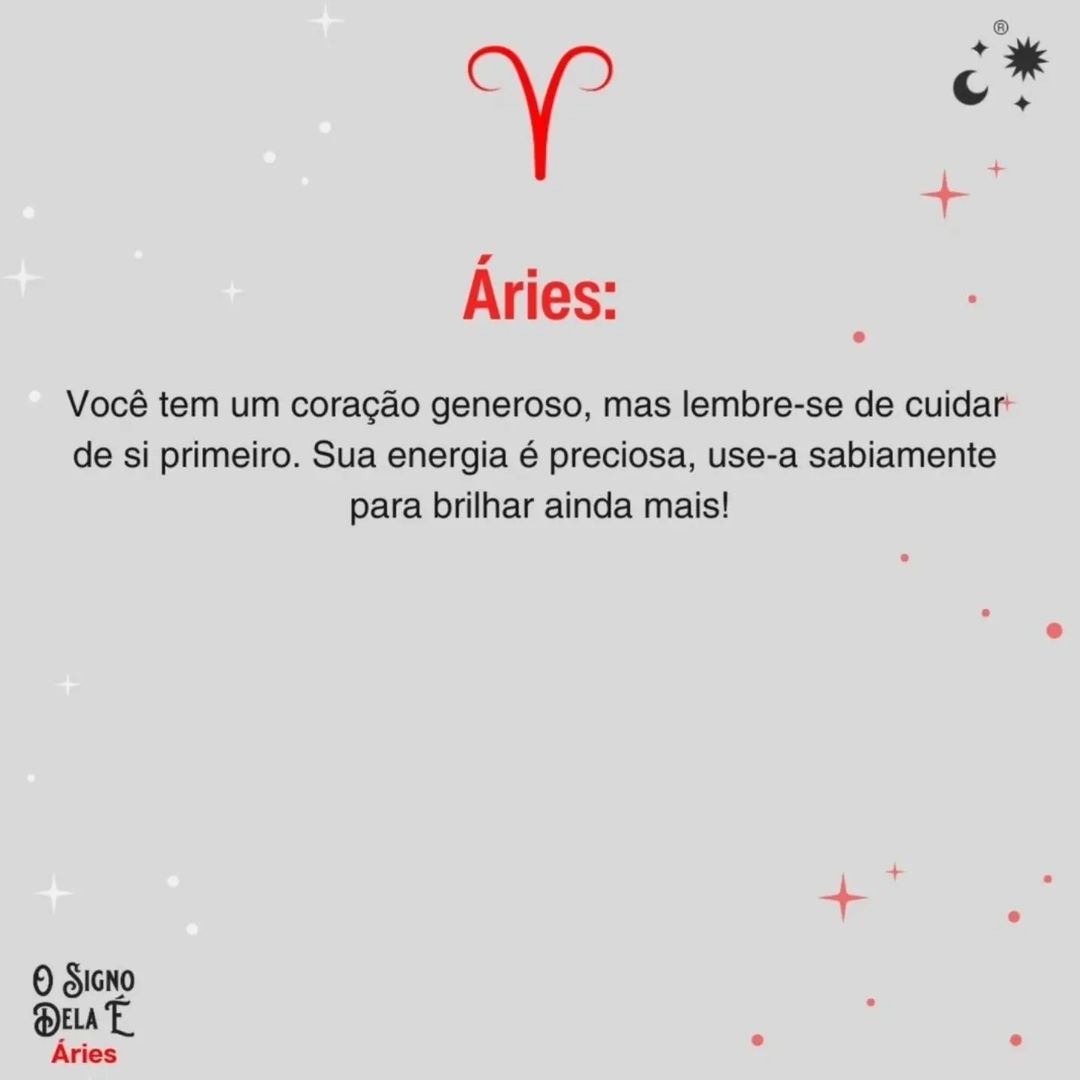 ®
Áries:
Você tem um coração generoso, mas lembre-se de cuidar
de si primeiro. Sua energia é preciosa, use-a sabiamente
para brilhar ainda mais!
O Signo
Dela É
Áries